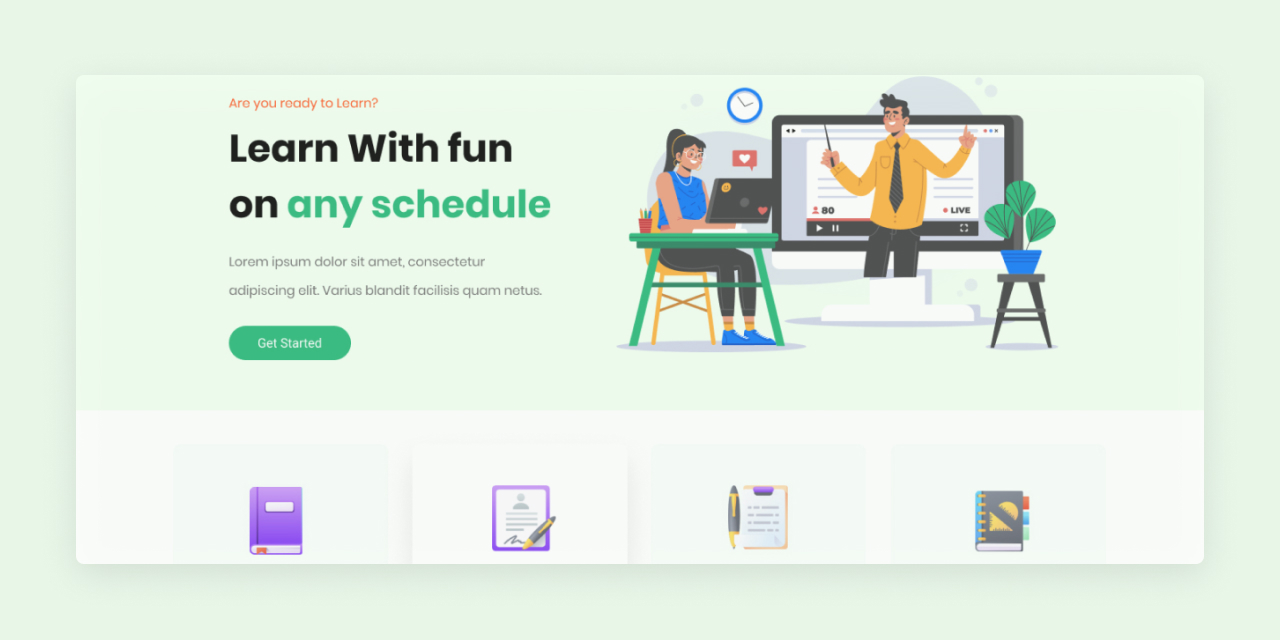 Are you ready to Learn?
Learn With fun
on any schedule
Lorem ipsum dolor sit amet, consectetur
adipiscing elit. Varius blandit facilisis quam netus.
Get Started
80
LIVE